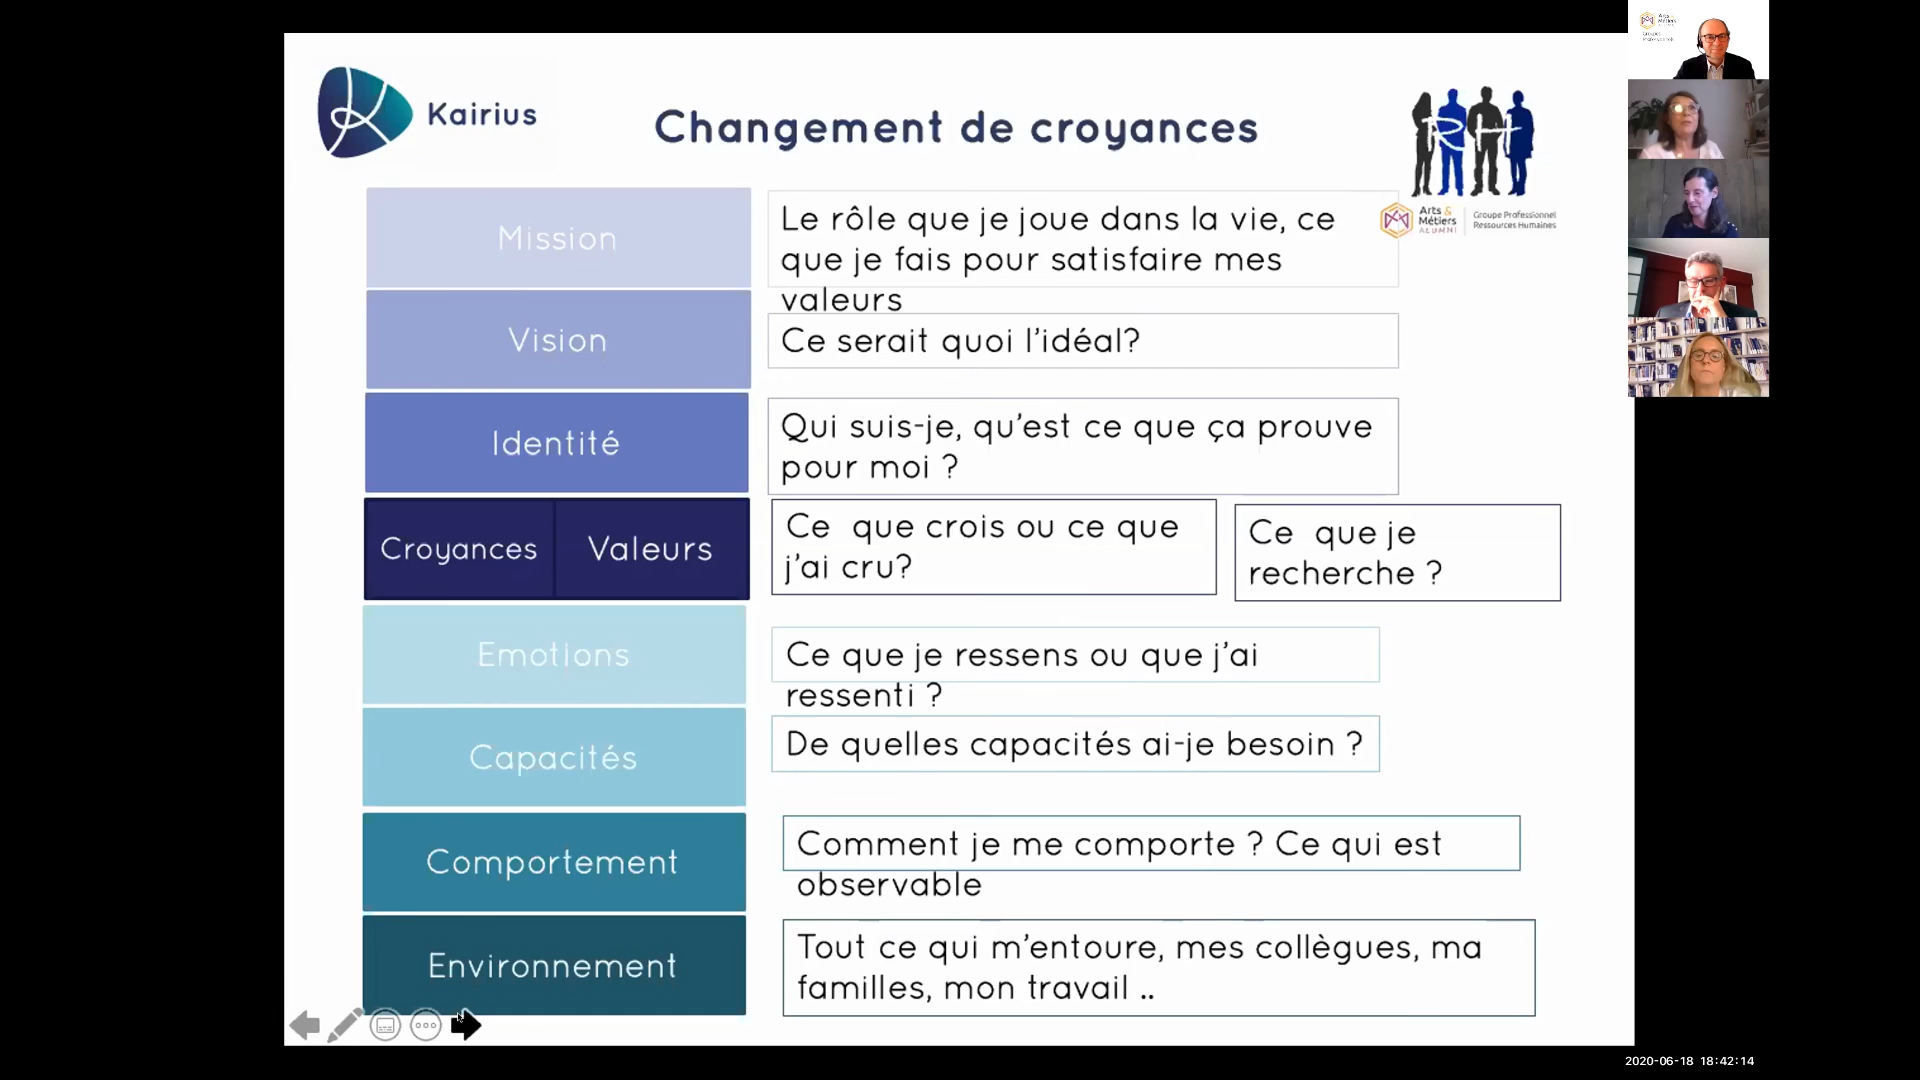 Kairius
Changement de croyances
RH
Arts &
Métiers
ALUMNI
Groupe Professionnel
Ressources Humaines
Mission
Le rôle que je joue dans la vie, ce
que je fais pour satisfaire mes
valeurs
Vision
Ce serait quoi l'idéal?
Identité
Qui suis-je, qu'est ce que ça prouve
pour moi ?
Croyances
Valeurs
Ce  que crois ou ce que
j'ai cru?
Ce  que je
recherche ?
Emotions
Ce que je ressens ou que j'ai
ressenti ?
Capacités
De quelles capacités ai-je besoin ?
Comportement
Comment je me comporte ? Ce qui est
observable
Environnement
Tout ce qui m'entoure, mes collègues, ma
familles, mon travail ..
Arts &
Métiers
2020-06-18 18:42:14